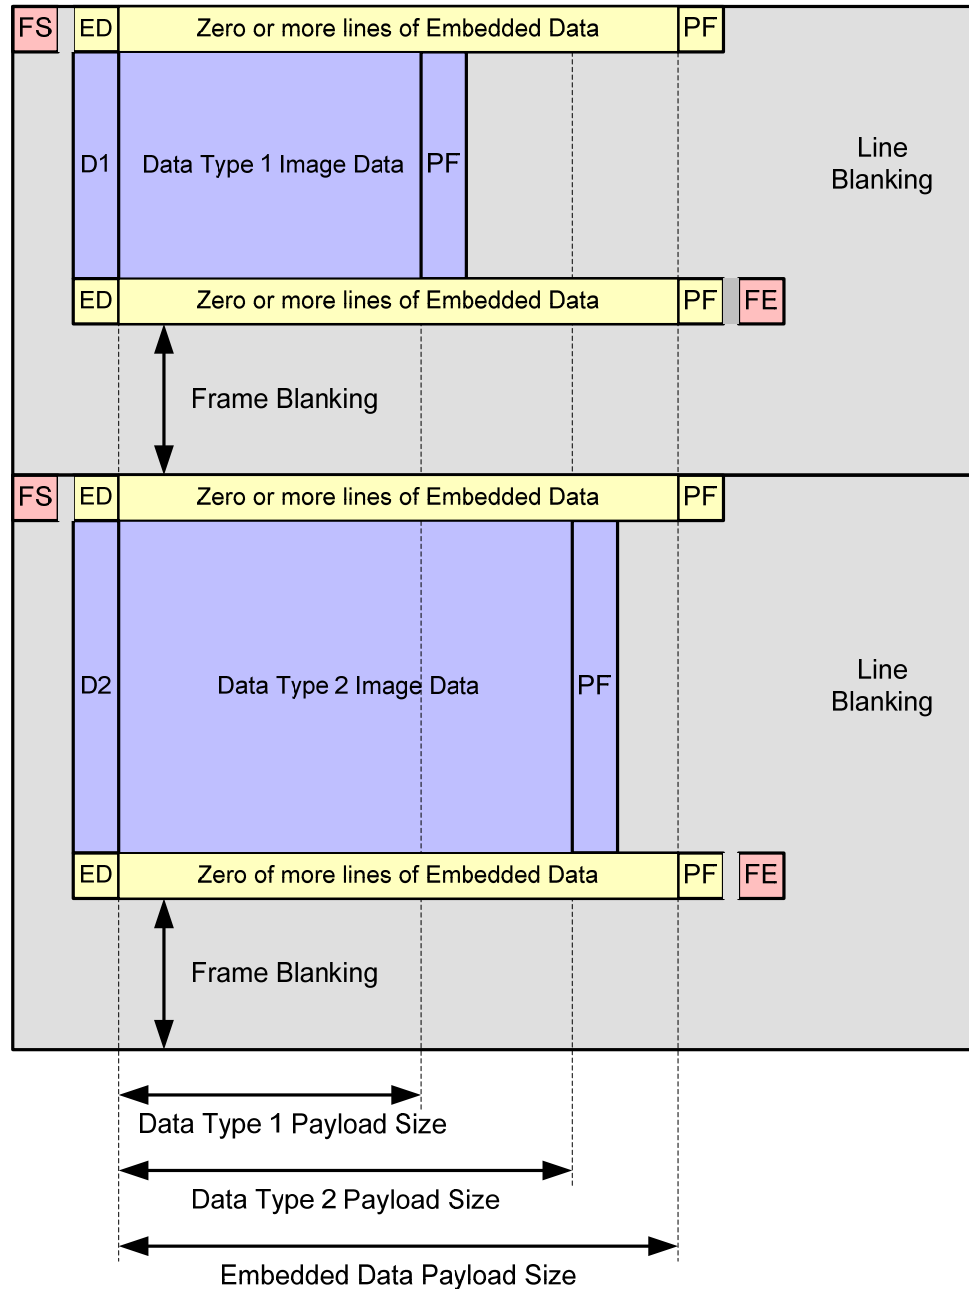 FS ED Zero or more lines of Embedded Data PF
D1 Data Type 1 Image Data PF
Line
Blanking
ED Zero or more lines of Embedded Data PF FE
Frame Blanking
FS ED Zero or more lines of Embedded Data PF
D2 Data Type 2 Image Data PF
Line
Blanking
ED Zero of more lines of Embedded Data PF FE
Frame Blanking
Data Type 1 Payload Size
Data Type 2 Payload Size
Embedded Data Payload Size